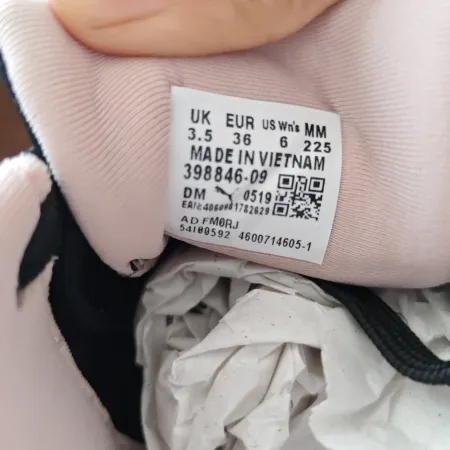 UK EUR US Wn's MM
3.5 36 6 225
MADE IN VIETNAM
398846-09
DM 0519
AD FM0RJ
54100592 4600714605-1